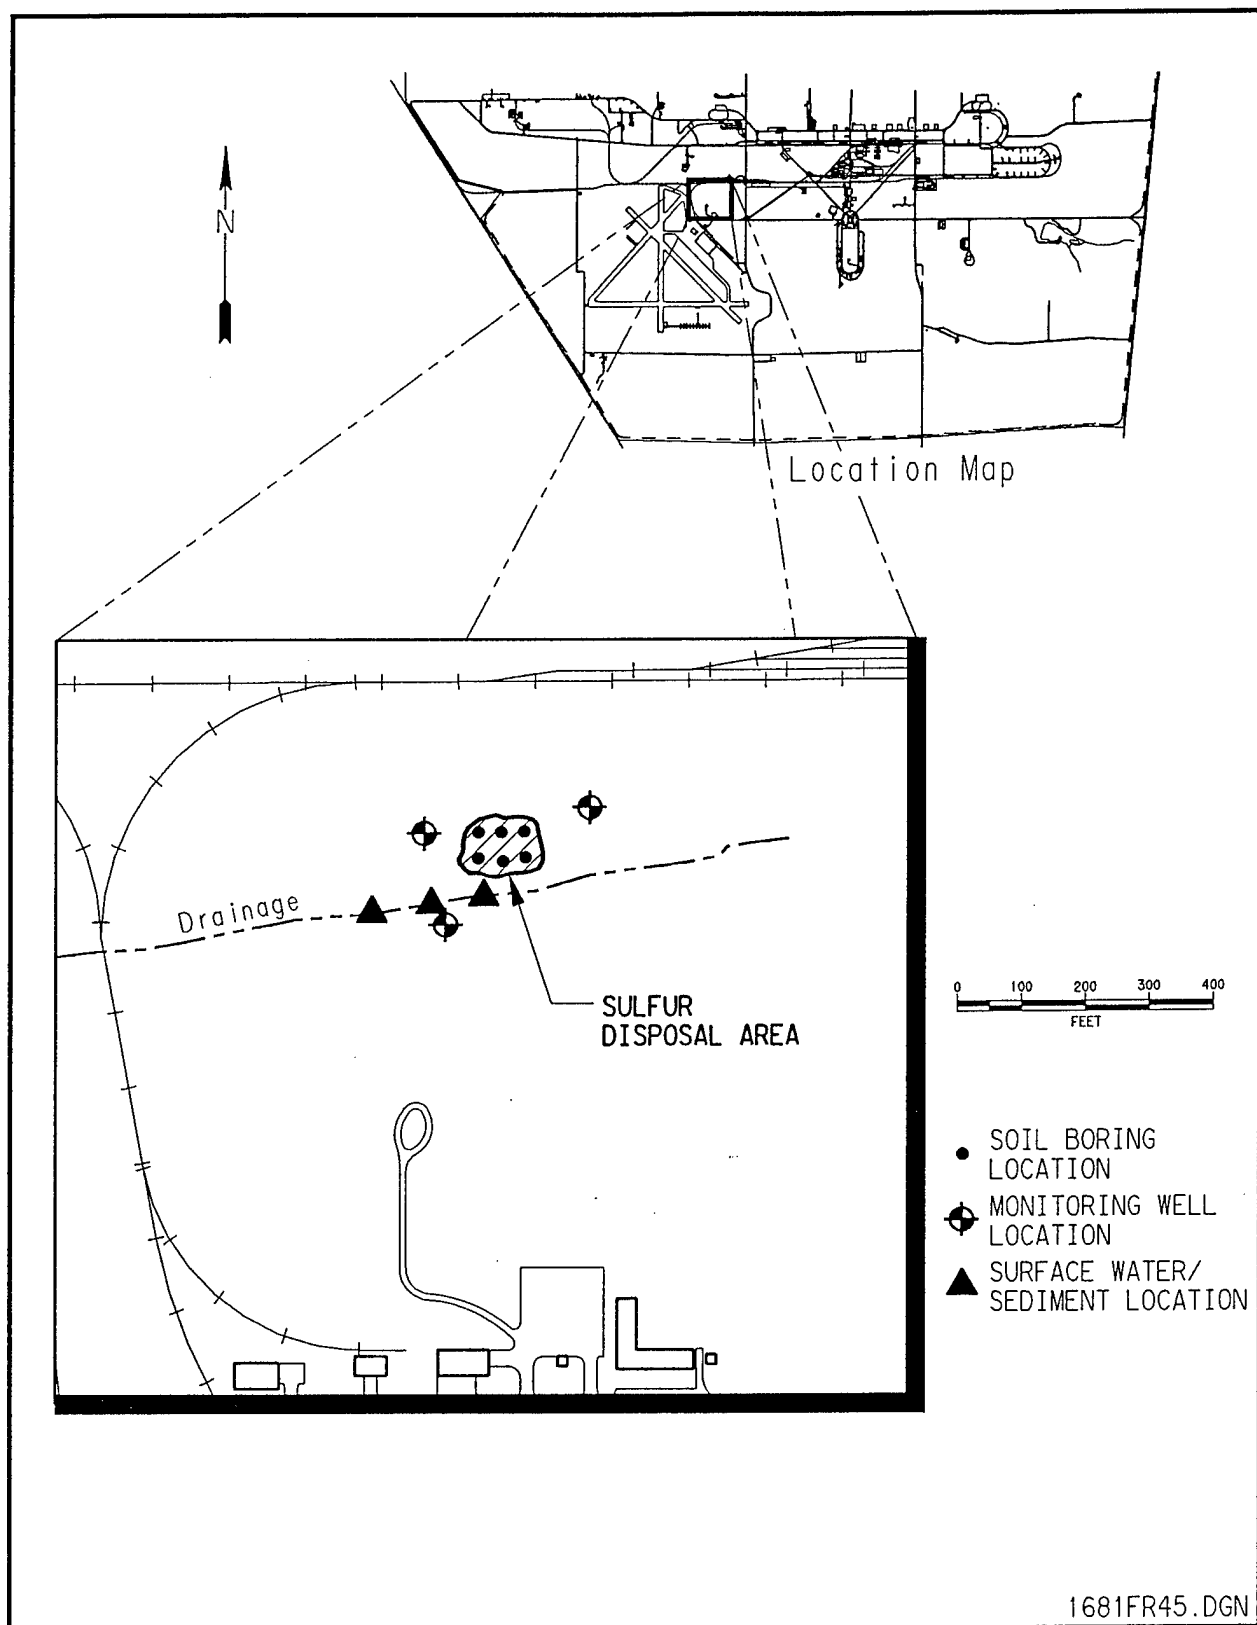 N
Location Map
Drainage
SULFUR
DISPOSAL AREA
0 100 200 300 400
FEET
SOIL BORING
LOCATION
MONITORING WELL
LOCATION
SURFACE WATER/
SEDIMENT LOCATION
1681FR45.DGN